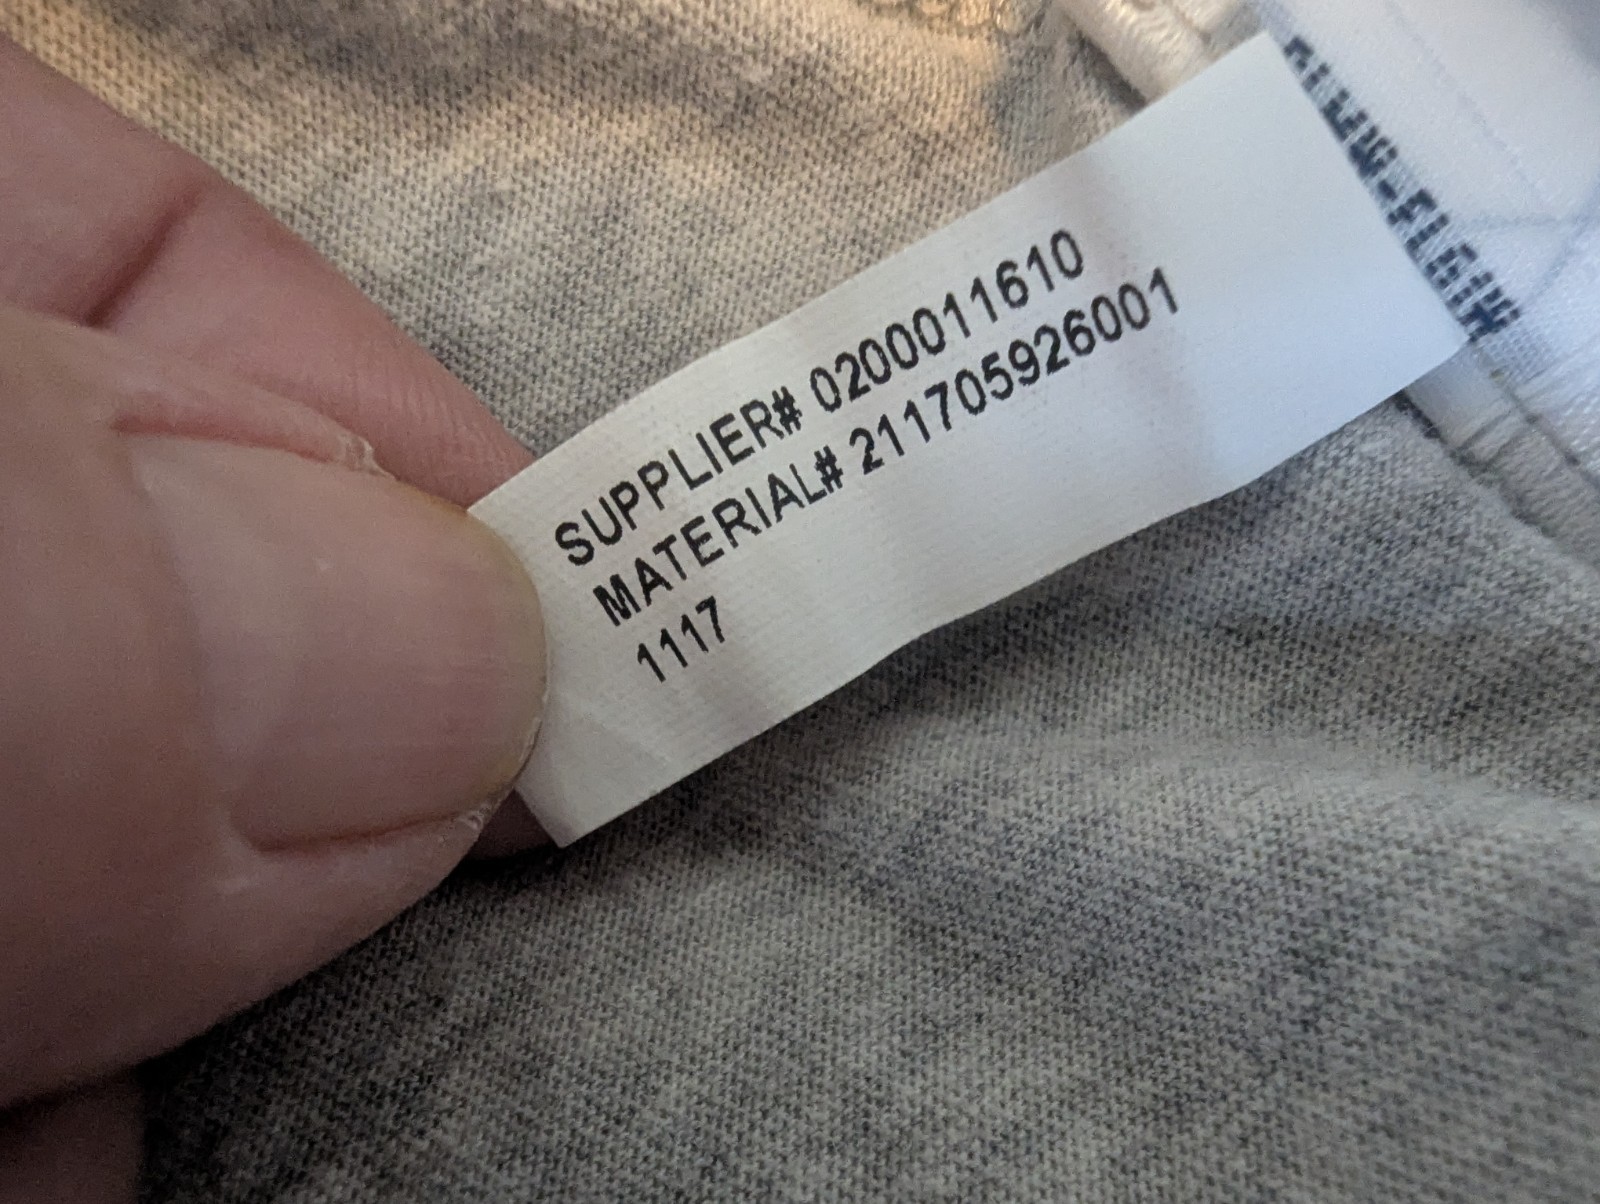 SUPPLIER# 0200011610
MATERIAL# 211705926001
1117